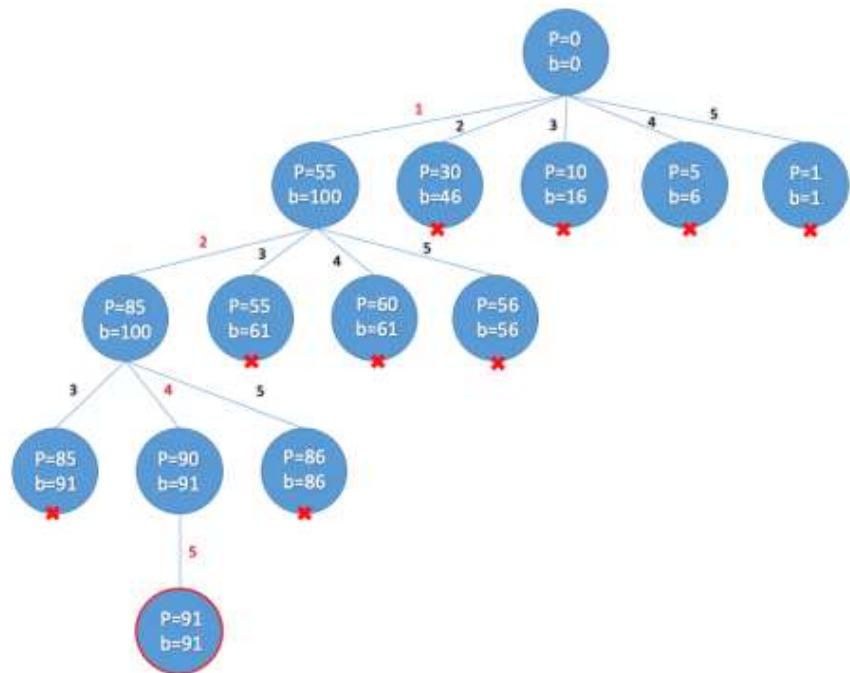 P=0
b=0
1
2
3
4
5
P=55
b=100
P=30
b=46
P=10
b=16
P=5
b=6
P=1
b=1
2
3
4
5
P=85
b=100
P=55
b=61
P=60
b=61
P=56
b=56
3
4
5
P=85
b=91
P=90
b=91
P=86
b=86
5
P=91
b=91